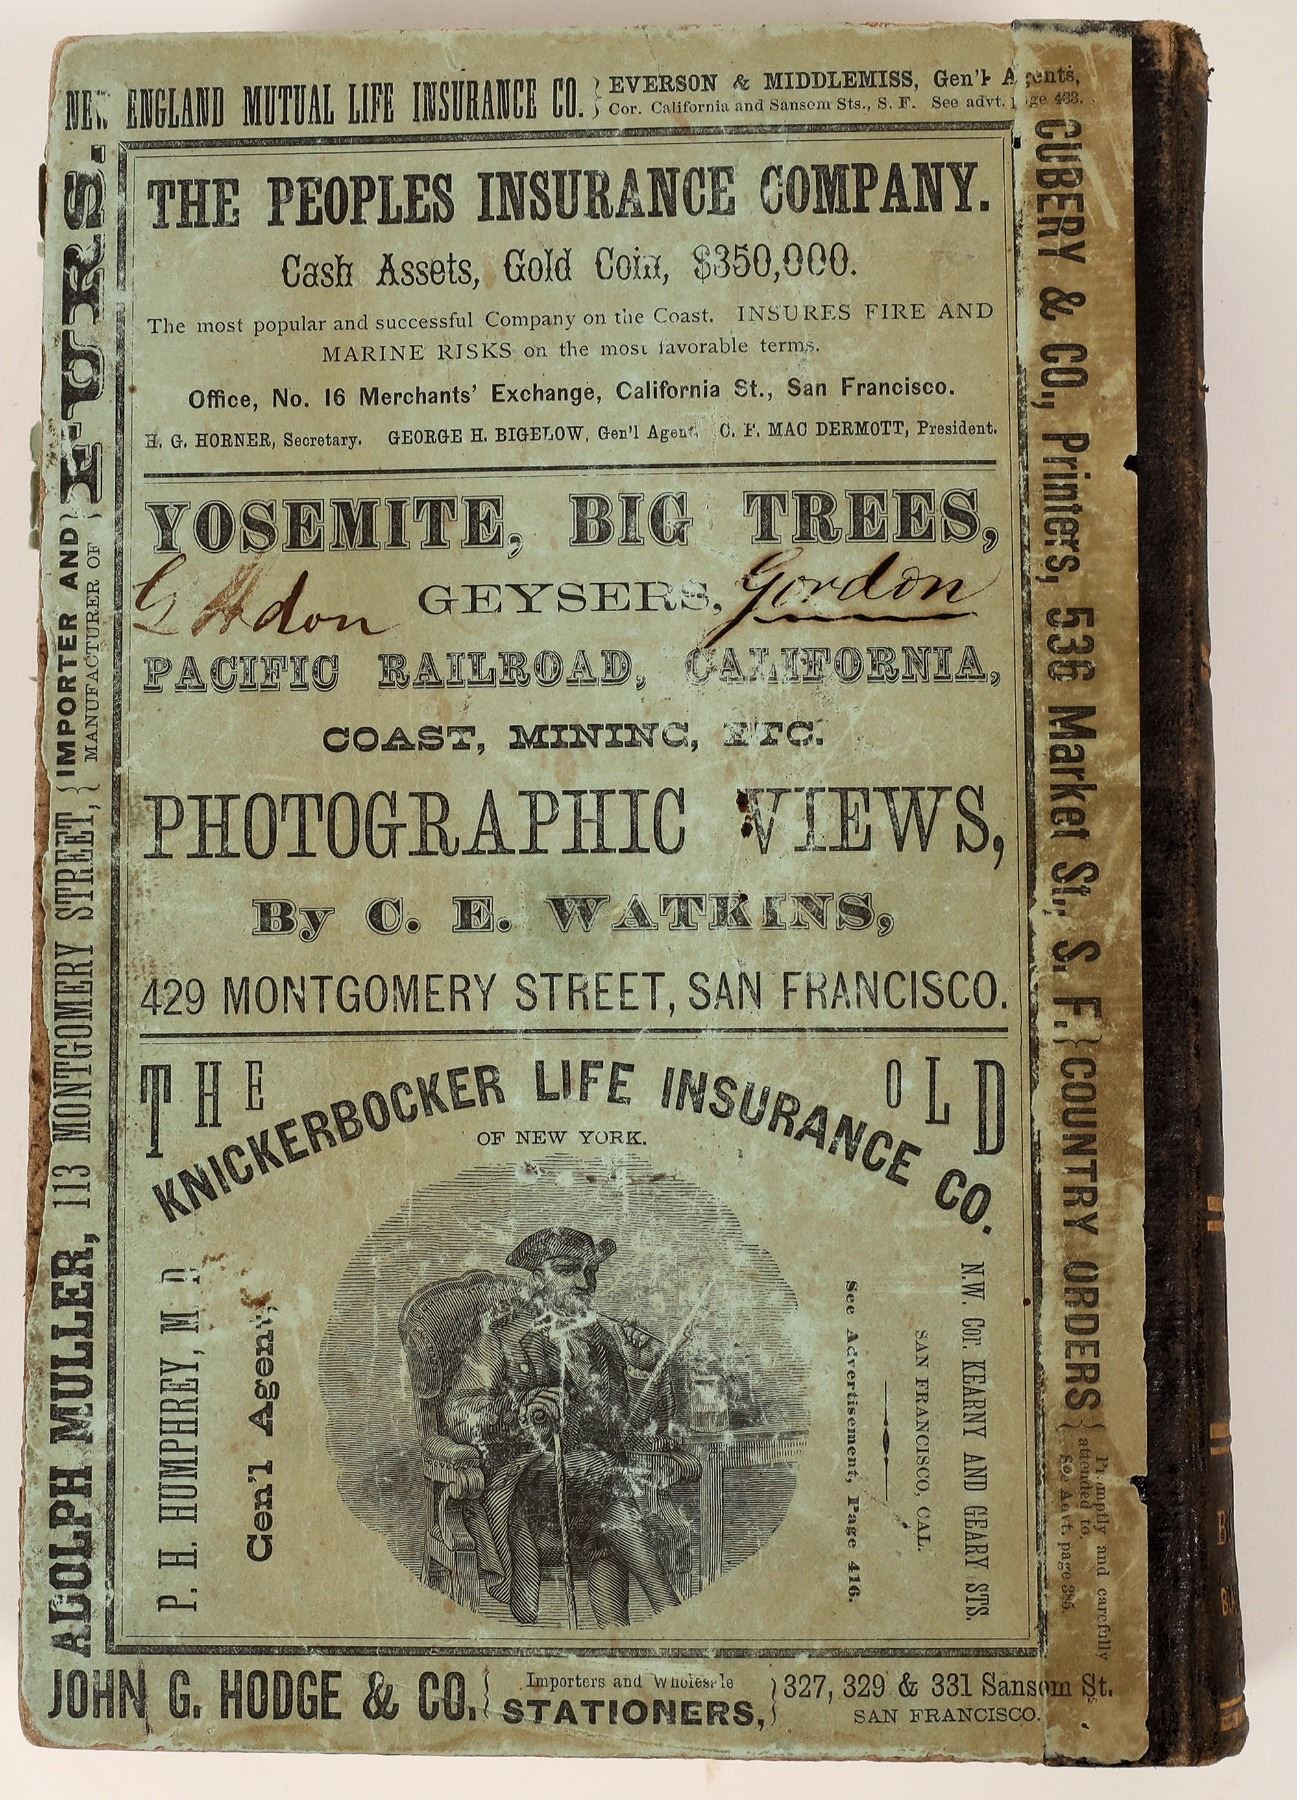 NEW ENGLAND MUTUAL LIFE INSURANCE CO. } EVERSON & MIDDLEMISS, Gen'l Agents,
Cor. California and Sansom Sts., S. F. See advt. page 433.
THE PEOPLES INSURANCE COMPANY.
Cash Assets, Gold Coin, $350,000.
The most popular and successful Company on the Coast. INSURES FIRE AND
MARINE RISKS on the most favorable terms.
Office, No. 16 Merchants' Exchange, California St., San Francisco.
H. G. HORNER, Secretary. GEORGE H. BIGELOW, Gen'l Agent, C. F. MAC DERMOTT, President.
YOSEMITE, BIG TREES,
GEYSERS,
Gordon
PACIFIC RAILROAD, CALIFORNIA,
COAST, MINING, ETC.
PHOTOGRAPHIC VIEWS,
By C. E. WATKINS,
429 MONTGOMERY STREET, SAN FRANCISCO.
THE OLD
KNICKERBOCKER LIFE INSURANCE CO.
OF NEW YORK.
P. H. HUMPHREY, M. D
Gen'l Agent,
See Advertisement, Page 416.
SAN FRANCISCO, CAL.
N.W. Cor. KEARNY AND GEARY STS.
ADOLPH MULLER, 113 MONTGOMERY STREET, { IMPORTER AND } FURS.
MANUFACTURER OF
CUBERY & CO., Printers, 536 Market St., S. F. } COUNTRY ORDERS {
Promptly and carefully
attended to.
See Advt. page 385.
JOHN G. HODGE & CO. { Importers and Wholesale } 327, 329 & 331 Sansom St.
STATIONERS, SAN FRANCISCO.